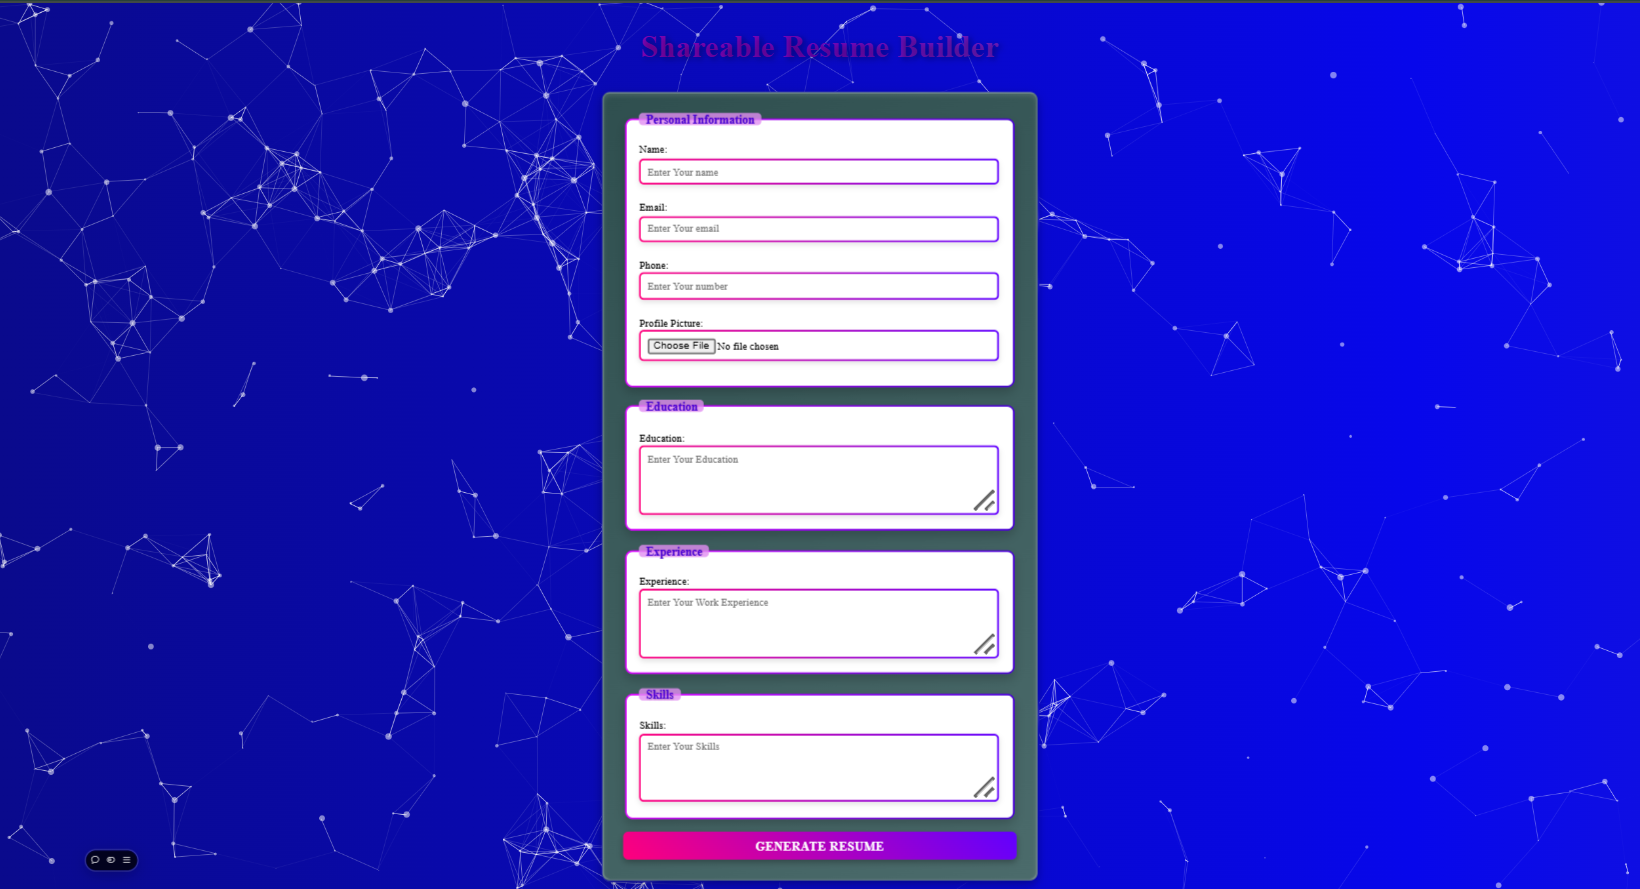 Shareable Resume Builder
Personal Information
Name:
Enter Your name
Email:
Enter Your email
Phone:
Enter Your number
Profile Picture:
Choose File No file chosen
Education
Education:
Enter Your Education
Experience
Experience:
Enter Your Work Experience
Skills
Skills:
Enter Your Skills
GENERATE RESUME